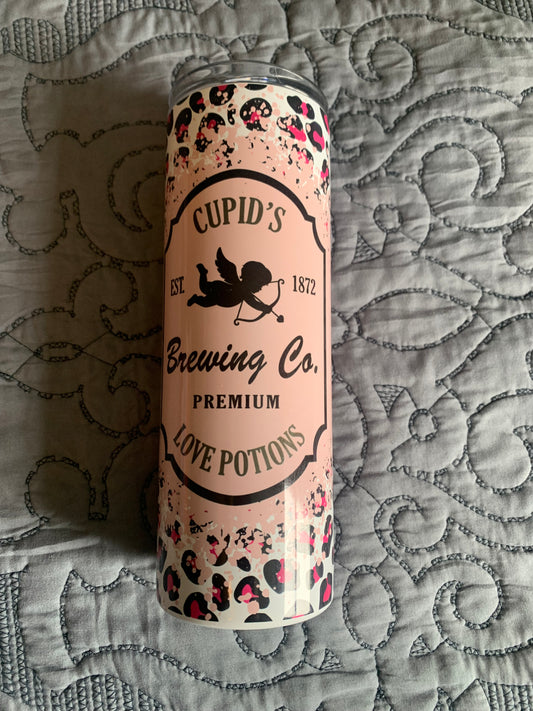 CUPID'S
EST. 1872
Brewing Co.
PREMIUM
LOVE POTIONS